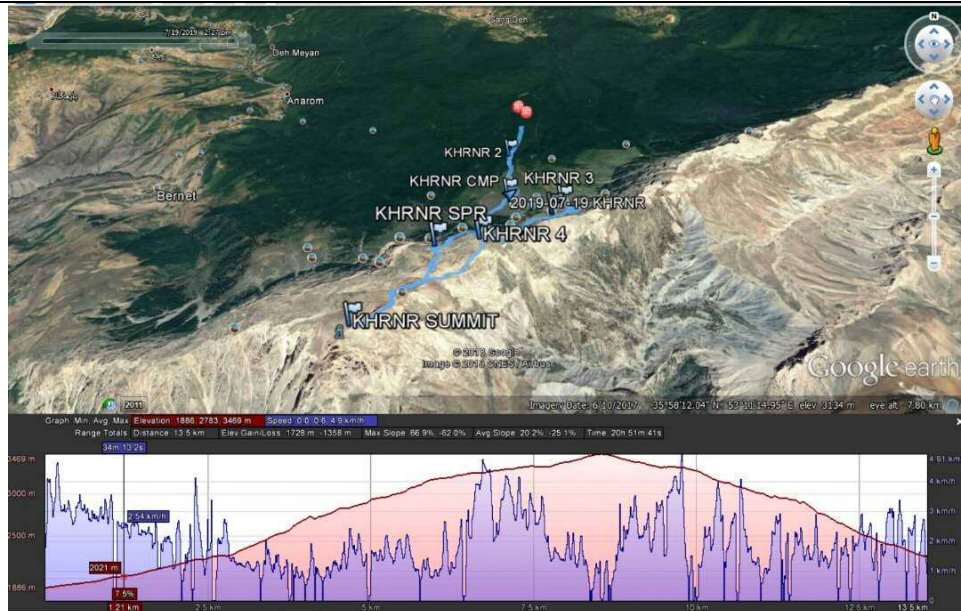 Sangdeh
7/19/2019 2:27 pm
N
Deh Meyan
Anarom
KHRNR 2
Bernet
KHRNR CMP
KHRNR 3
2019-07-19 KHRNR
KHRNR SPR
KHRNR 4
KHRNR SUMMIT
© 2018 Google
Image © 2019 CNES / Airbus
Google earth
2011
Imagery Date: 6/10/2017 35°58'12.04" N 53°11'14.95" E elev 3134 m eye alt 7.80 km
Graph: Min, Avg, Max Elevation: 1886, 2783, 3469 m Speed: 0.0, 0.6, 4.9 km/h
Range Totals: Distance: 13.5 km Elev Gain/Loss: 1728 m, -1358 m Max Slope: 66.9%, -62.0% Avg Slope: 20.2%, -25.1% Time: 20h 51m 41s
34m 13.2s
3469 m
4.91 km/h
4 km/h
3000 m
3 km/h
2.54 km/h
2500 m
2 km/h
2021 m
1 km/h
1886 m
7.5%
0
1.21 km
2.5 km
5 km
7.5 km
10 km
12.5 km
13.5 km